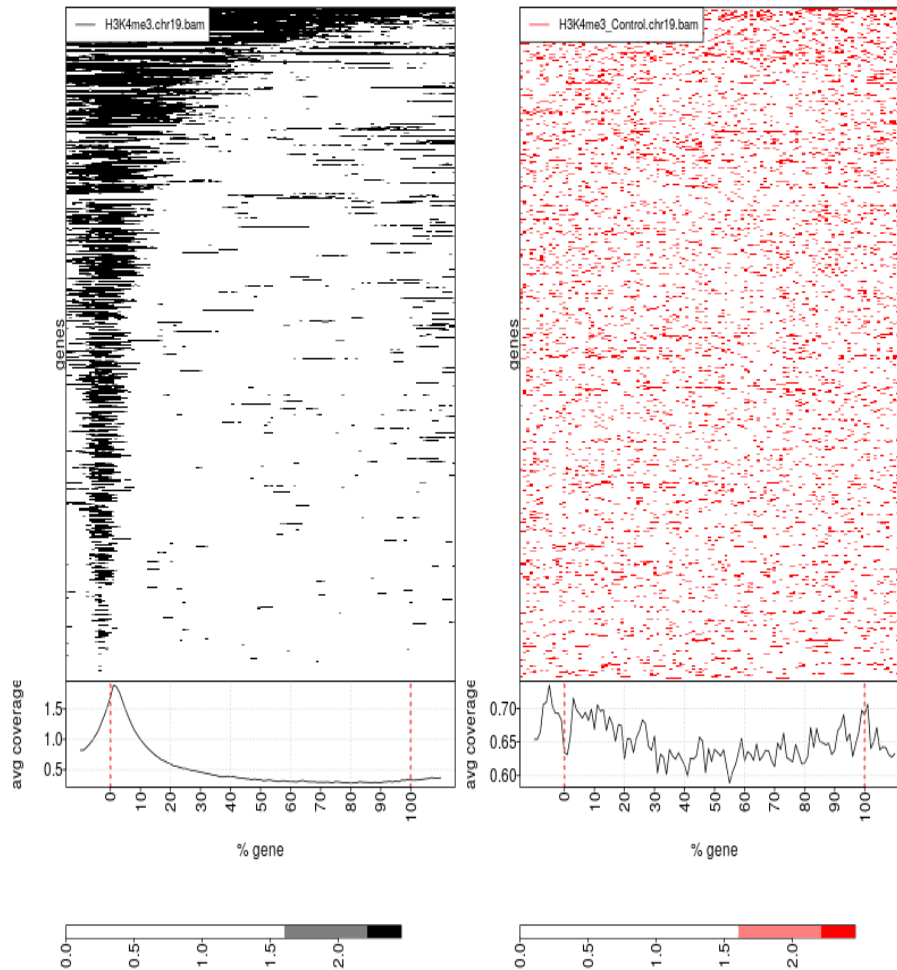 H3K4me3.chr19.bam
genes
avg coverage
1.5
1.0
0.5
0 10 20 30 40 50 60 70 80 90 100
% gene
0.0 0.5 1.0 1.5 2.0
H3K4me3_Control.chr19.bam
genes
avg coverage
0.70
0.65
0.60
0 10 20 30 40 50 60 70 80 90 100
% gene
0.0 0.5 1.0 1.5 2.0